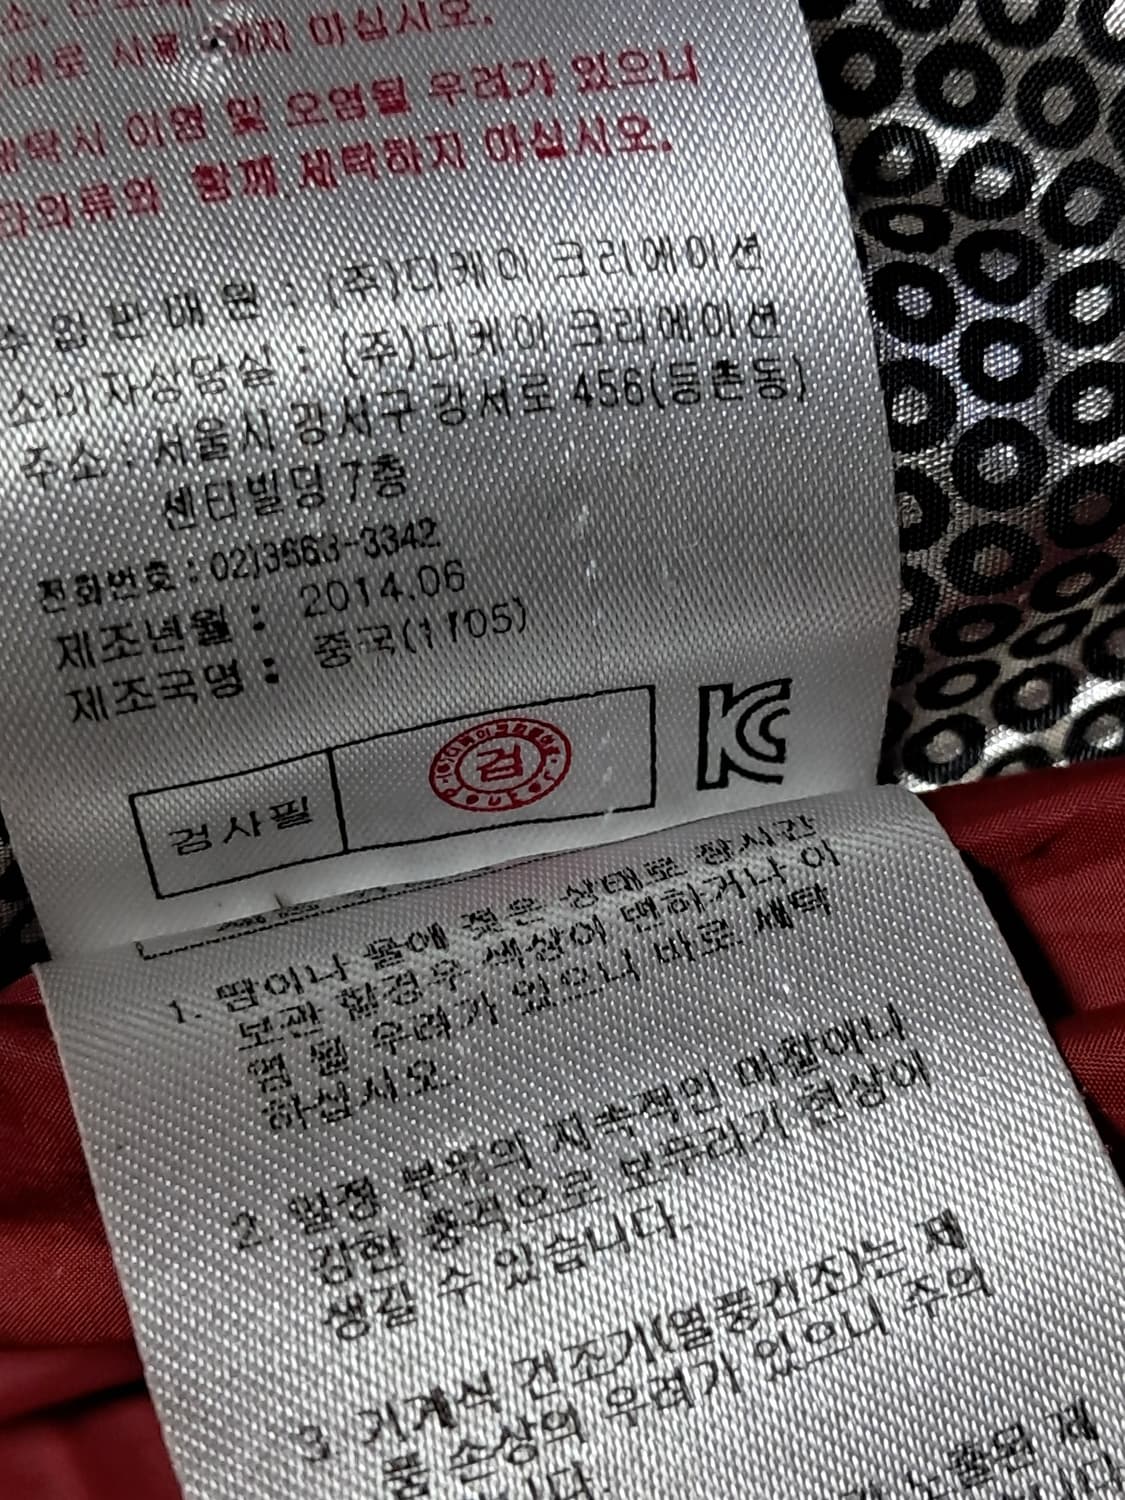 대로 사용 하지 마십시오.
세탁시 이염 및 오염될 우려가 있으니
타의류와 함께 세탁하지 마십시오.
수입판매원 : (주)디케이 크리에이션
소비자상담실 : (주)디케이 크리에이션
주소 : 서울시 강서구 강서로 456(등촌동)
센타빌딩 7층
전화번호 : 02)3663-3342
제조년월 : 2014.06
제조국명 : 중국(1105)
검사필 검
KC
1. 땀이나 물에 젖은 상태로 장시간
보관 할경우 색상이 변하거나 이
염 될 우려가 있으니 바로 세탁
하십시오.
2. 일정 부위의 지속적인 마찰이나
강한 충격으로 보푸라기 현상이
생길 수 있습니다.
3. 기계식 건조기(열풍건조)는 제
품 손상의 우려가 있으니 주의